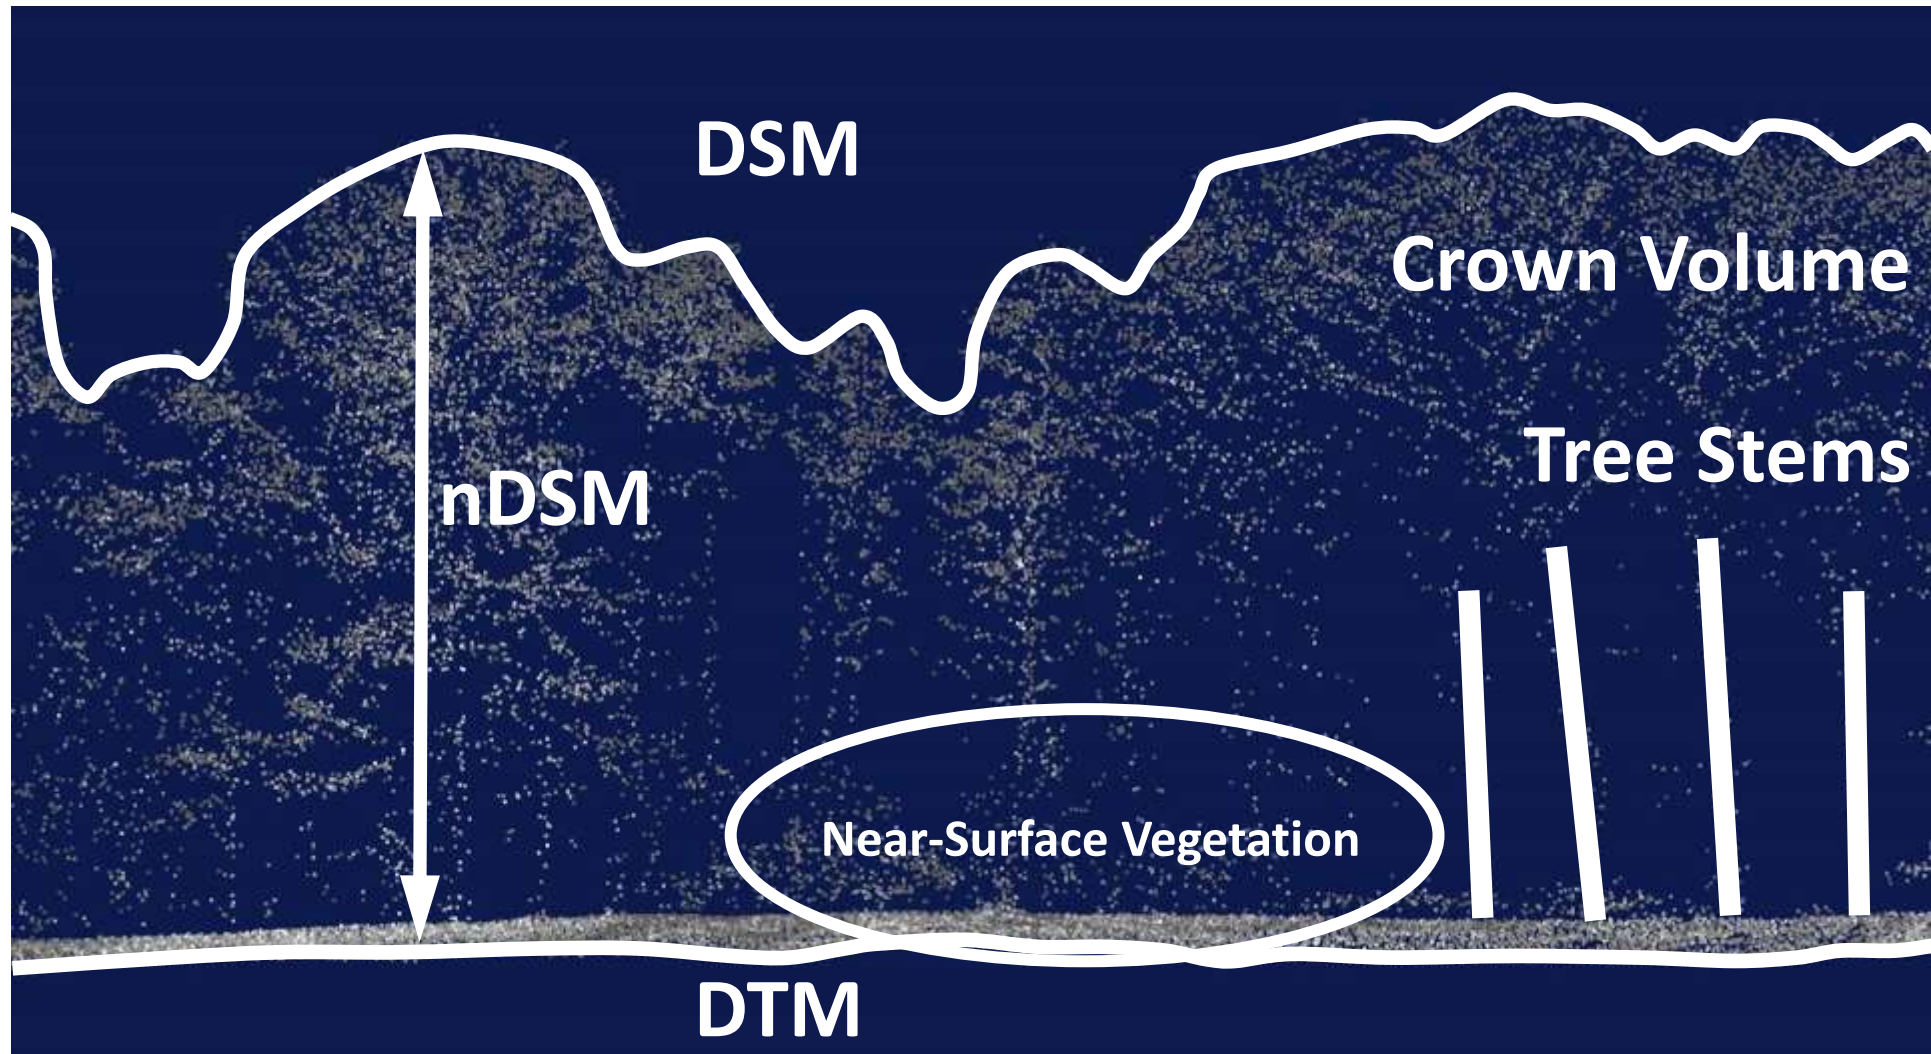 DSM
Crown Volume
Tree Stems
nDSM
Near-Surface Vegetation
DTM